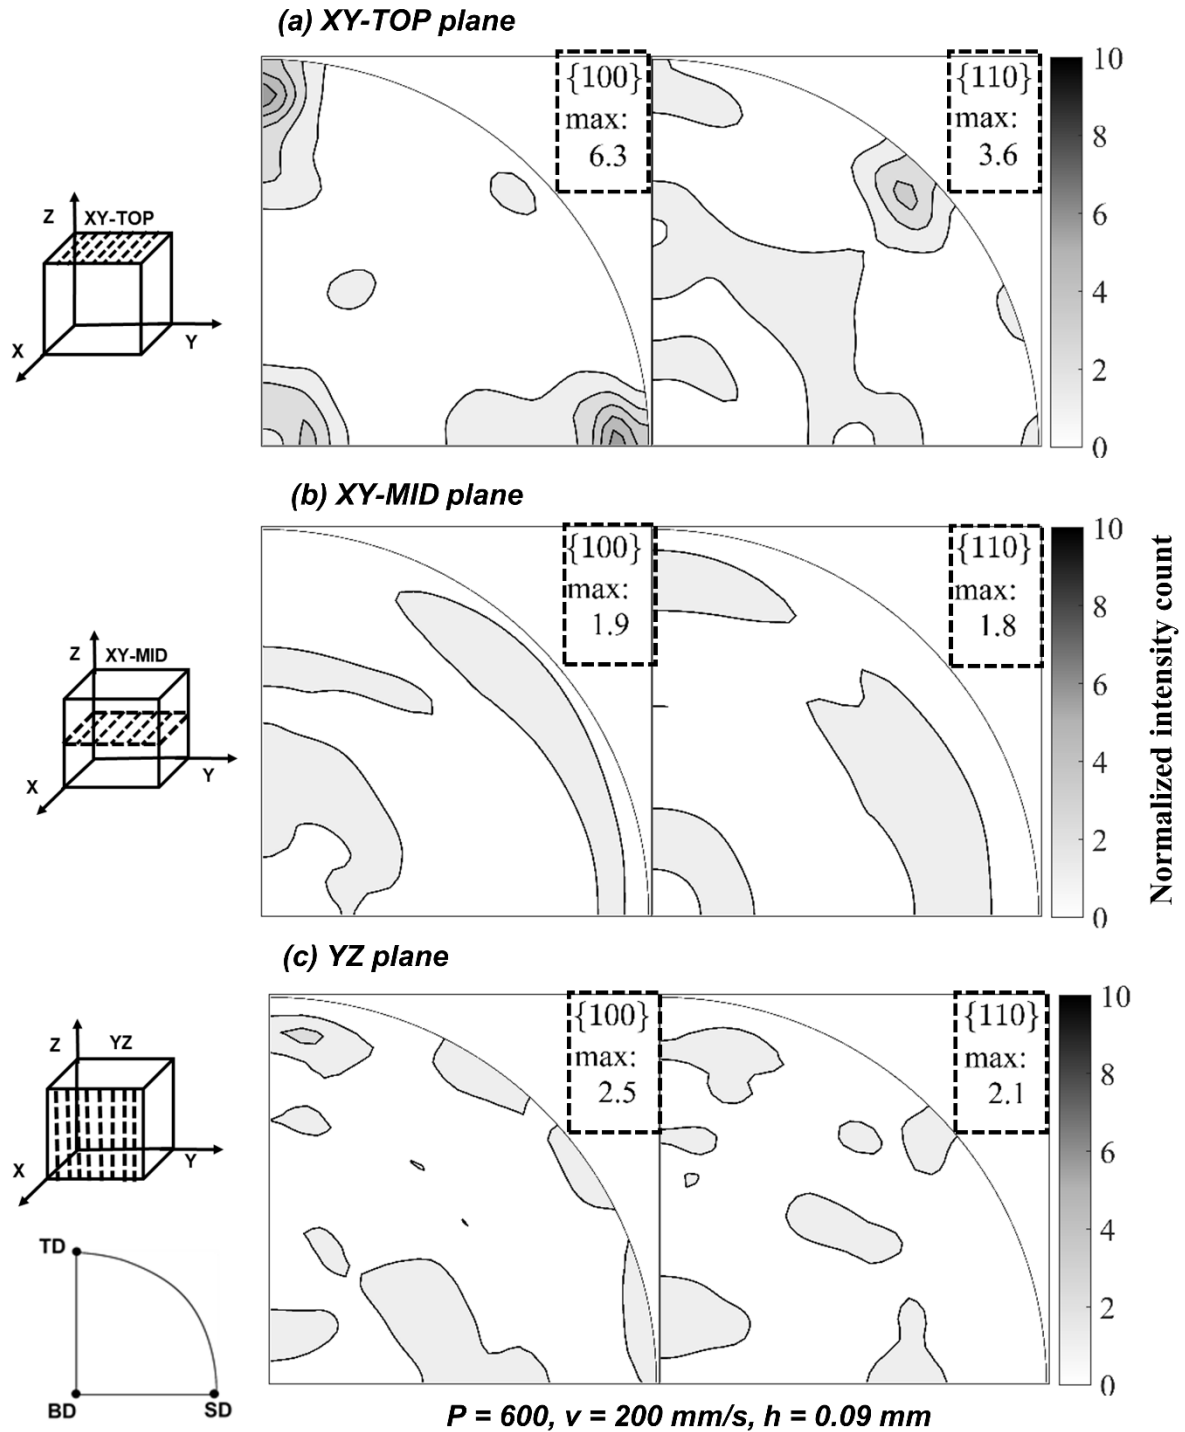 (a) XY-TOP plane
{100}
max:
6.3
{110}
max:
3.6
10
8
6
4
2
0
Z
XY-TOP
X
Y
(b) XY-MID plane
{100}
max:
1.9
{110}
max:
1.8
10
8
6
4
2
0
Normalized intensity count
Z
XY-MID
X
Y
(c) YZ plane
{100}
max:
2.5
{110}
max:
2.1
10
8
6
4
2
0
Z
YZ
X
Y
TD
BD
SD
P = 600, v = 200 mm/s, h = 0.09 mm